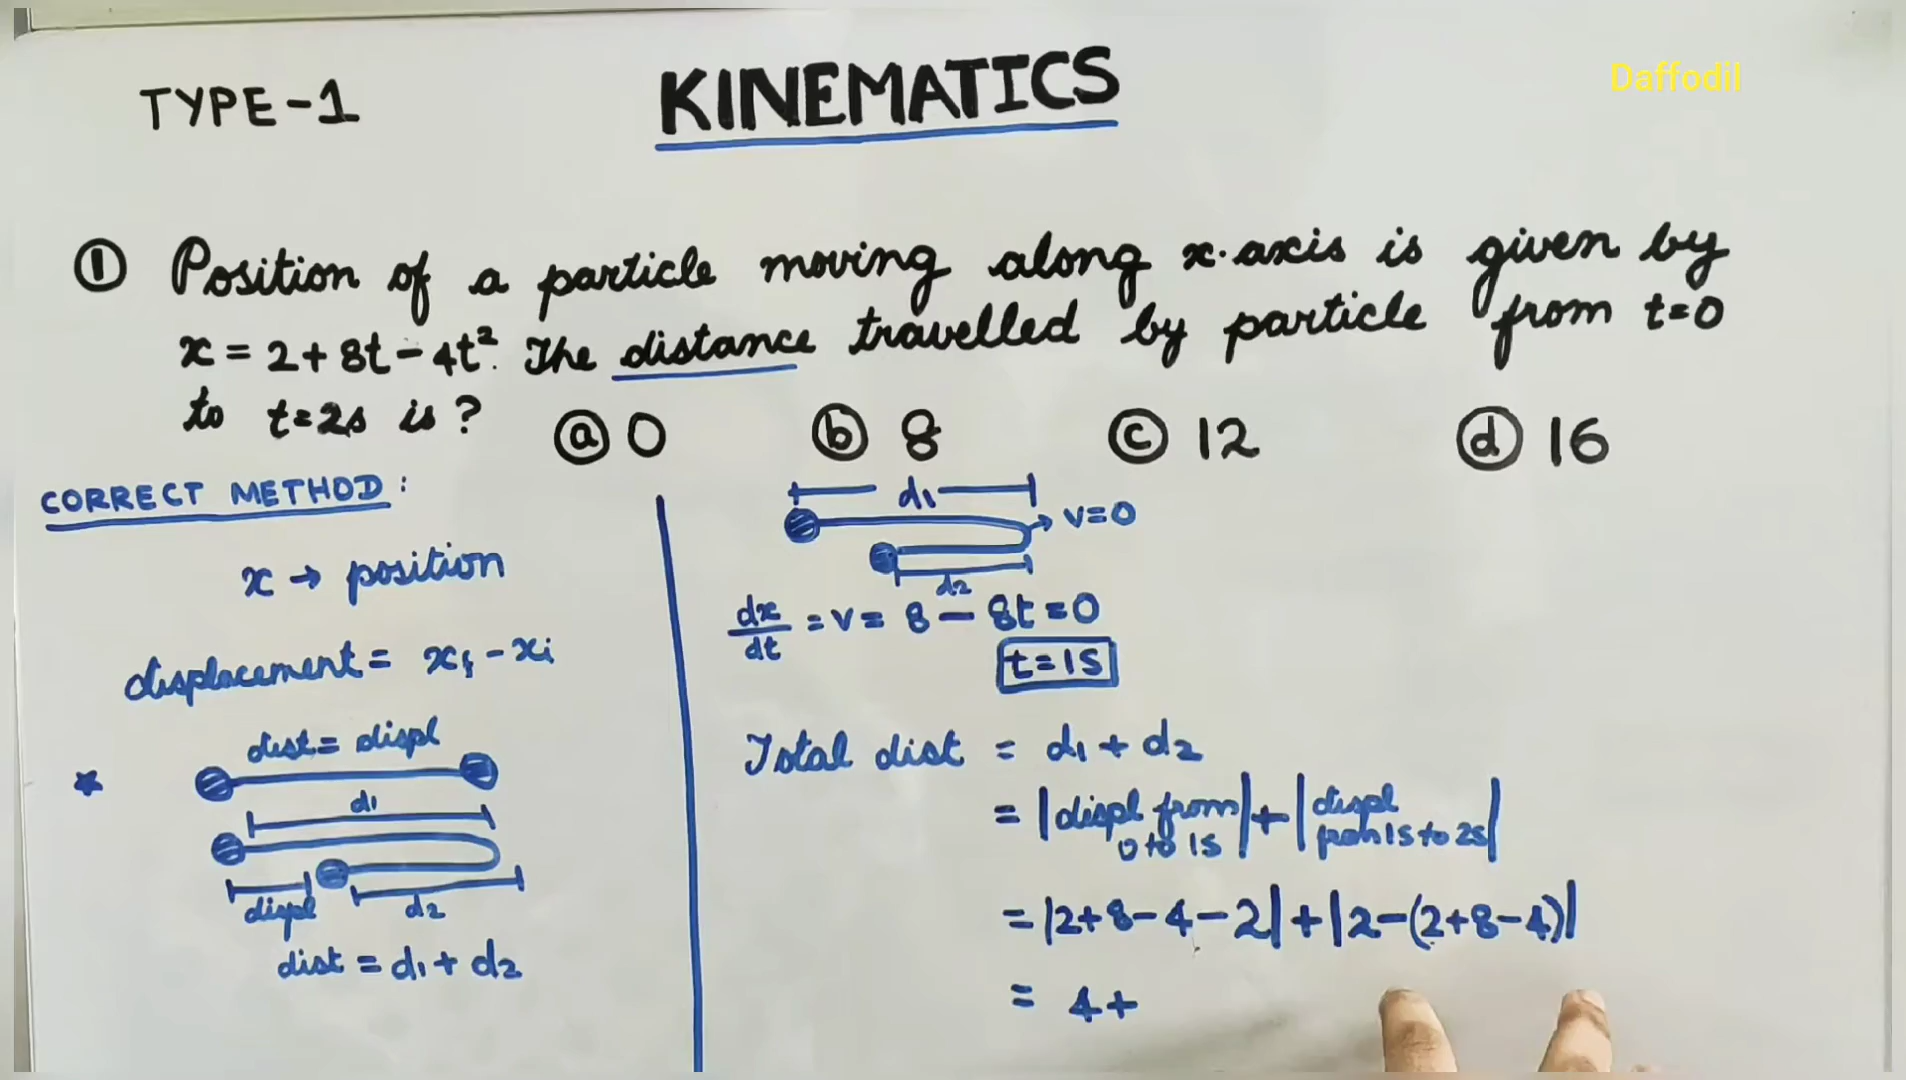 TYPE-1
KINEMATICS
Daffodil
① Position of a particle moving along x-axis is given by
x = 2 + 8t - 4t². The distance travelled by particle from t=0
to t=2s is ?
ⓐ 0 ⓑ 8 ⓒ 12 ⓓ 16
CORRECT METHOD :
x → position
displacement = xf - xi
dist = displ
★
d1
displ
d2
dist = d1 + d2
d1
v=0
d2
dx/dt = v = 8 - 8t = 0
t=1s
Total dist = d1 + d2
= |displ from 0 to 1s| + |displ from 1s to 2s|
= |2+8-4-2| + |2-(2+8-4)|
= 4+